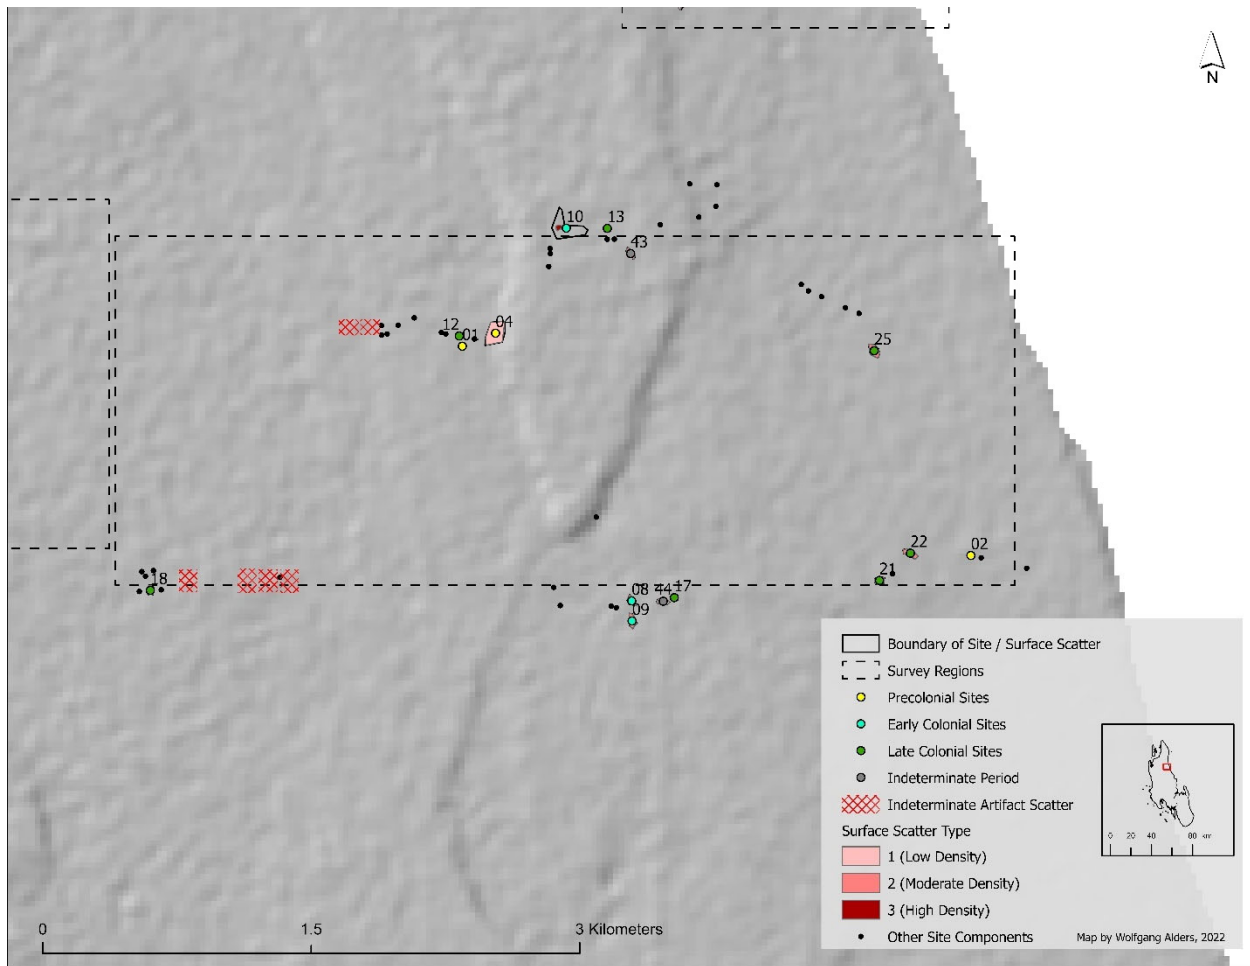 N
10
13
43
12
01
04
25
22
02
21
18
08
44
17
09
Boundary of Site / Surface Scatter
Survey Regions
Precolonial Sites
Early Colonial Sites
Late Colonial Sites
Indeterminate Period
Indeterminate Artifact Scatter
Surface Scatter Type
1 (Low Density)
2 (Moderate Density)
3 (High Density)
Other Site Components
0 20 40 80 km
Map by Wolfgang Alders, 2022
0 1.5 3 Kilometers